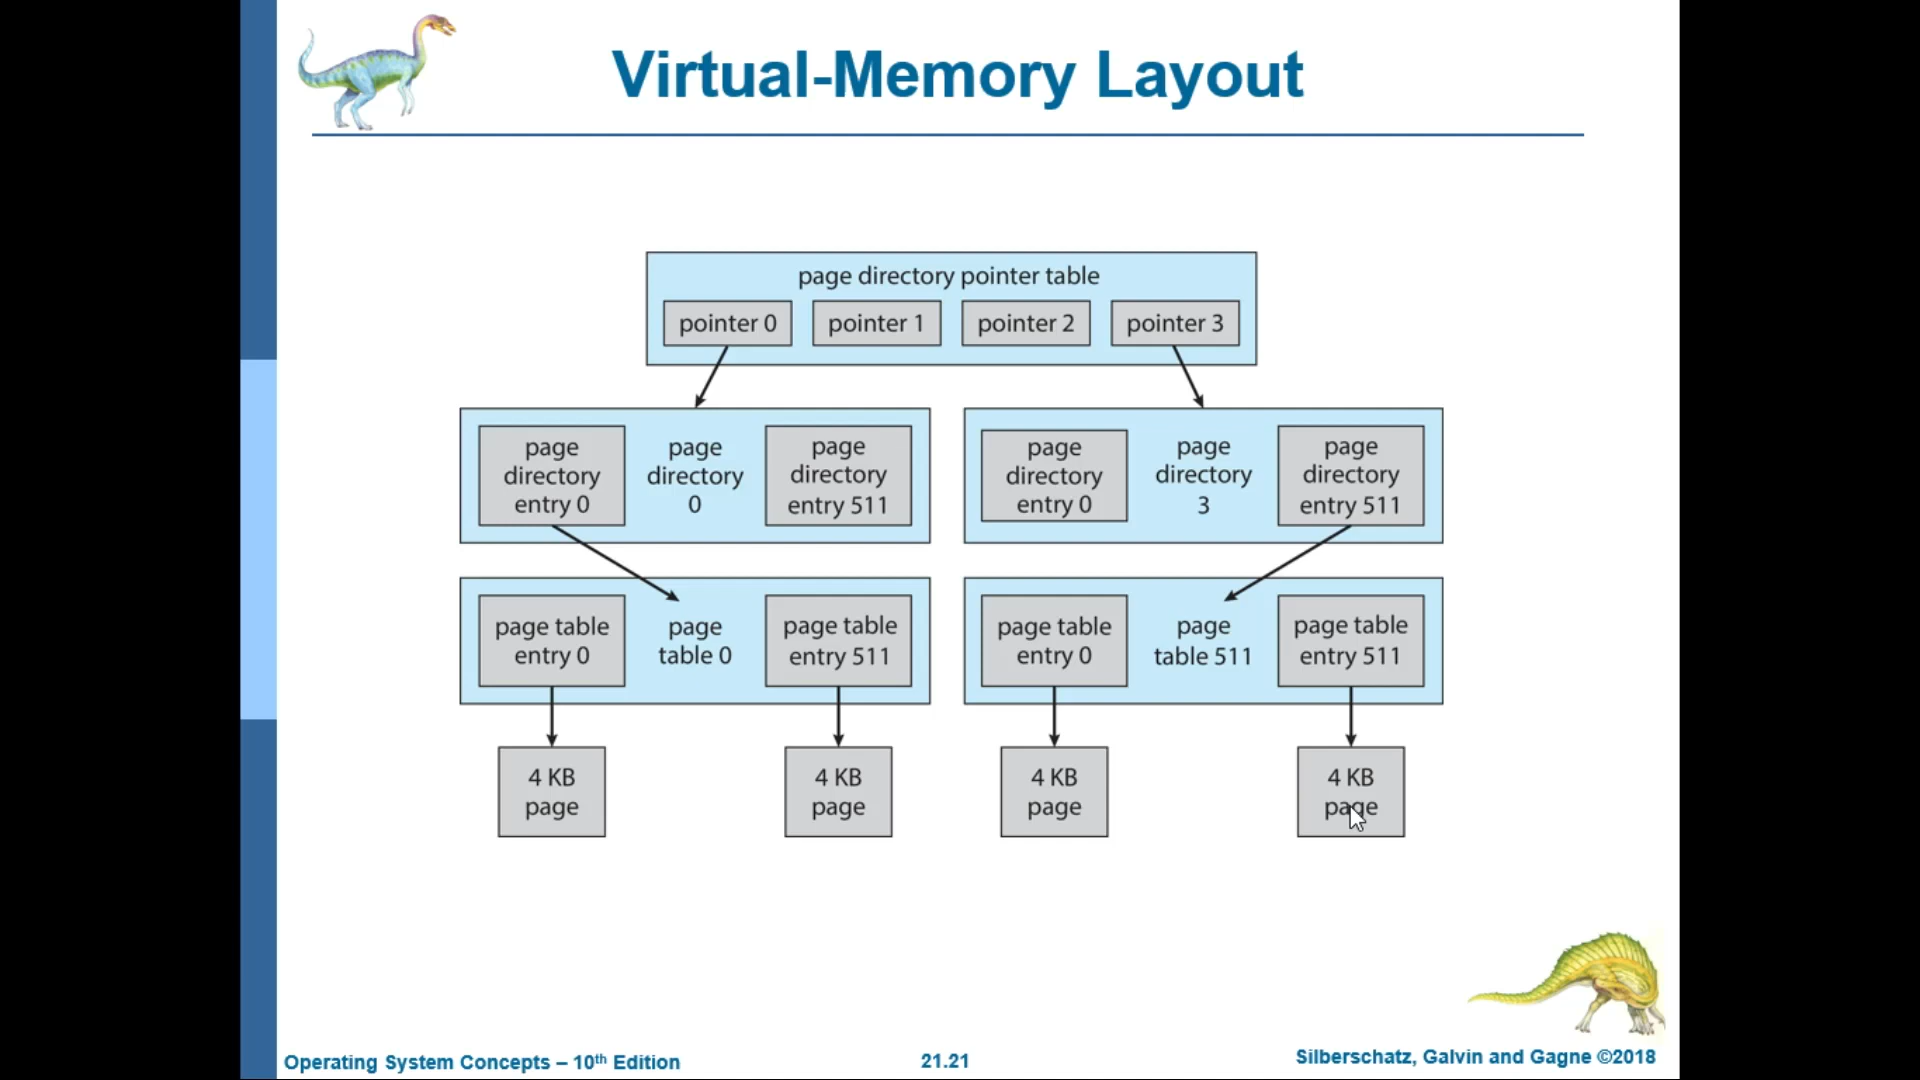 Virtual-Memory Layout
page directory pointer table
pointer 0
pointer 1
pointer 2
pointer 3
page
directory
entry 0
page
directory
0
page
directory
entry 511
page
directory
entry 0
page
directory
3
page
directory
entry 511
page table
entry 0
page
table 0
page table
entry 511
page table
entry 0
page
table 511
page table
entry 511
4 KB
page
4 KB
page
4 KB
page
4 KB
page
Operating System Concepts – 10th Edition
21.21
Silberschatz, Galvin and Gagne ©2018